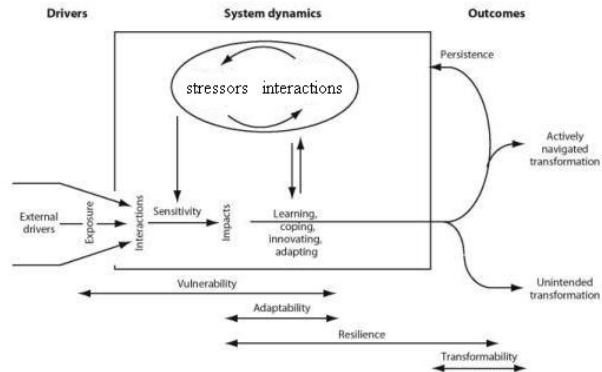 Drivers
System dynamics
Outcomes
stressors interactions
Persistence
Actively
navigated
transformation
External
drivers
Exposure
Interactions
Sensitivity
Impacts
Learning,
coping,
innovating,
adapting
Unintended
transformation
Vulnerability
Adaptability
Resilience
Transformability